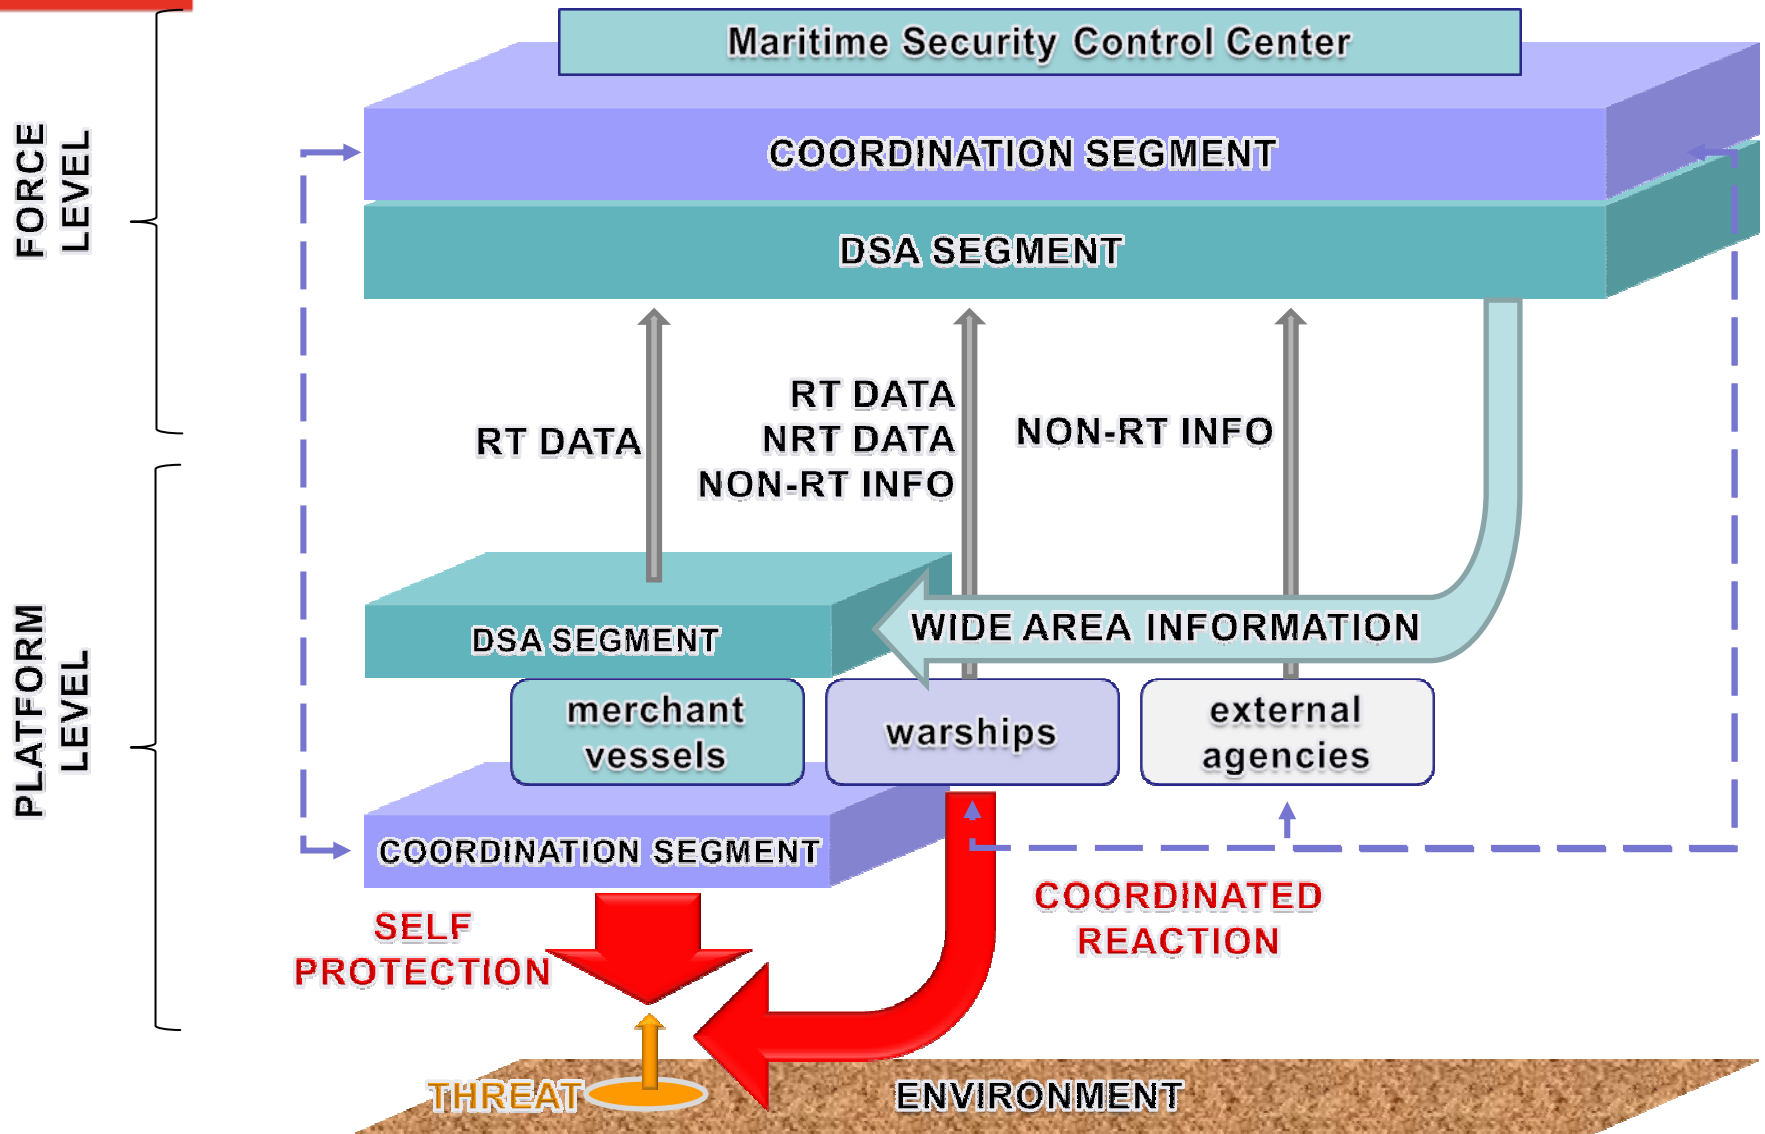 Maritime Security Control Center
COORDINATION SEGMENT
DSA SEGMENT
FORCE
LEVEL
RT DATA
RT DATA
NRT DATA
NON-RT INFO
NON-RT INFO
WIDE AREA INFORMATION
DSA SEGMENT
PLATFORM
LEVEL
merchant
vessels
warships
external
agencies
COORDINATION SEGMENT
SELF
PROTECTION
COORDINATED
REACTION
THREAT
ENVIRONMENT